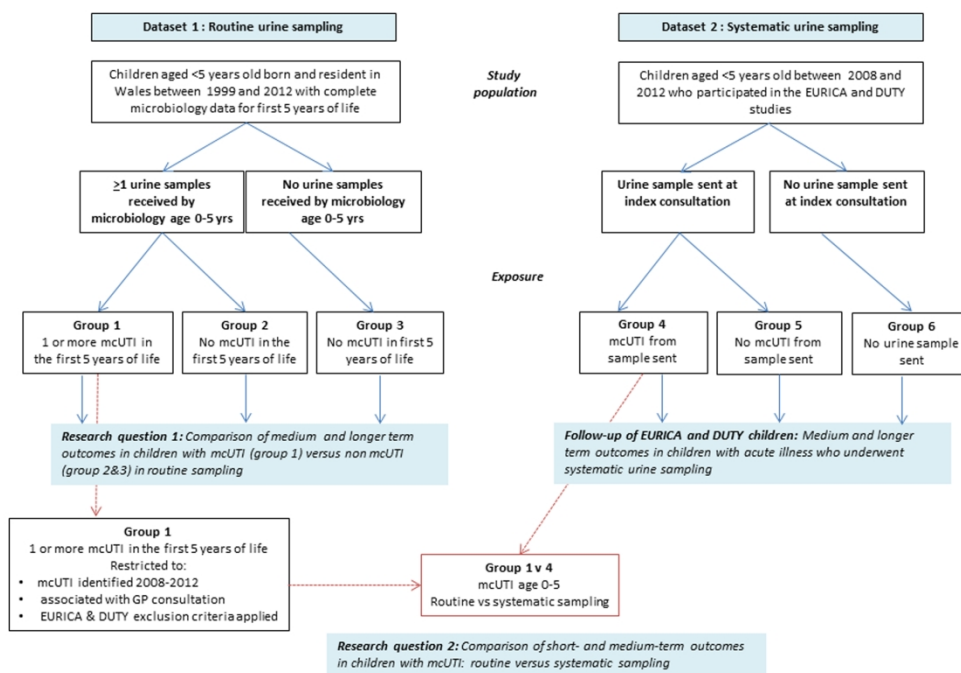 Dataset 1 : Routine urine sampling
Dataset 2 : Systematic urine sampling
Children aged <5 years old born and resident in
Wales between 1999 and 2012 with complete
microbiology data for first 5 years of life
Study
population
Children aged <5 years old between 2008 and
2012 who participated in the EURICA and DUTY
studies
≥1 urine samples
received by
microbiology age 0-5 yrs
No urine samples
received by microbiology
age 0-5 yrs
Urine sample sent at
index consultation
No urine sample sent
at index consultation
Exposure
Group 1
1 or more mcUTI in
the first 5 years of life
Group 2
No mcUTI in the
first 5 years of life
Group 3
No mcUTI in first 5
years of life
Group 4
mcUTI from
sample sent
Group 5
No mcUTI from
sample sent
Group 6
No urine sample
sent
Research question 1: Comparison of medium and longer term
outcomes in children with mcUTI (group 1) versus non mcUTI
(group 2&3) in routine sampling
Follow-up of EURICA and DUTY children: Medium and longer
term outcomes in children with acute illness who underwent
systematic urine sampling
Group 1
1 or more mcUTI in the first 5 years of life
Restricted to:
• mcUTI identified 2008-2012
• associated with GP consultation
• EURICA & DUTY exclusion criteria applied
Group 1 v 4
mcUTI age 0-5
Routine vs systematic sampling
Research question 2: Comparison of short- and medium-term outcomes
in children with mcUTI: routine versus systematic sampling